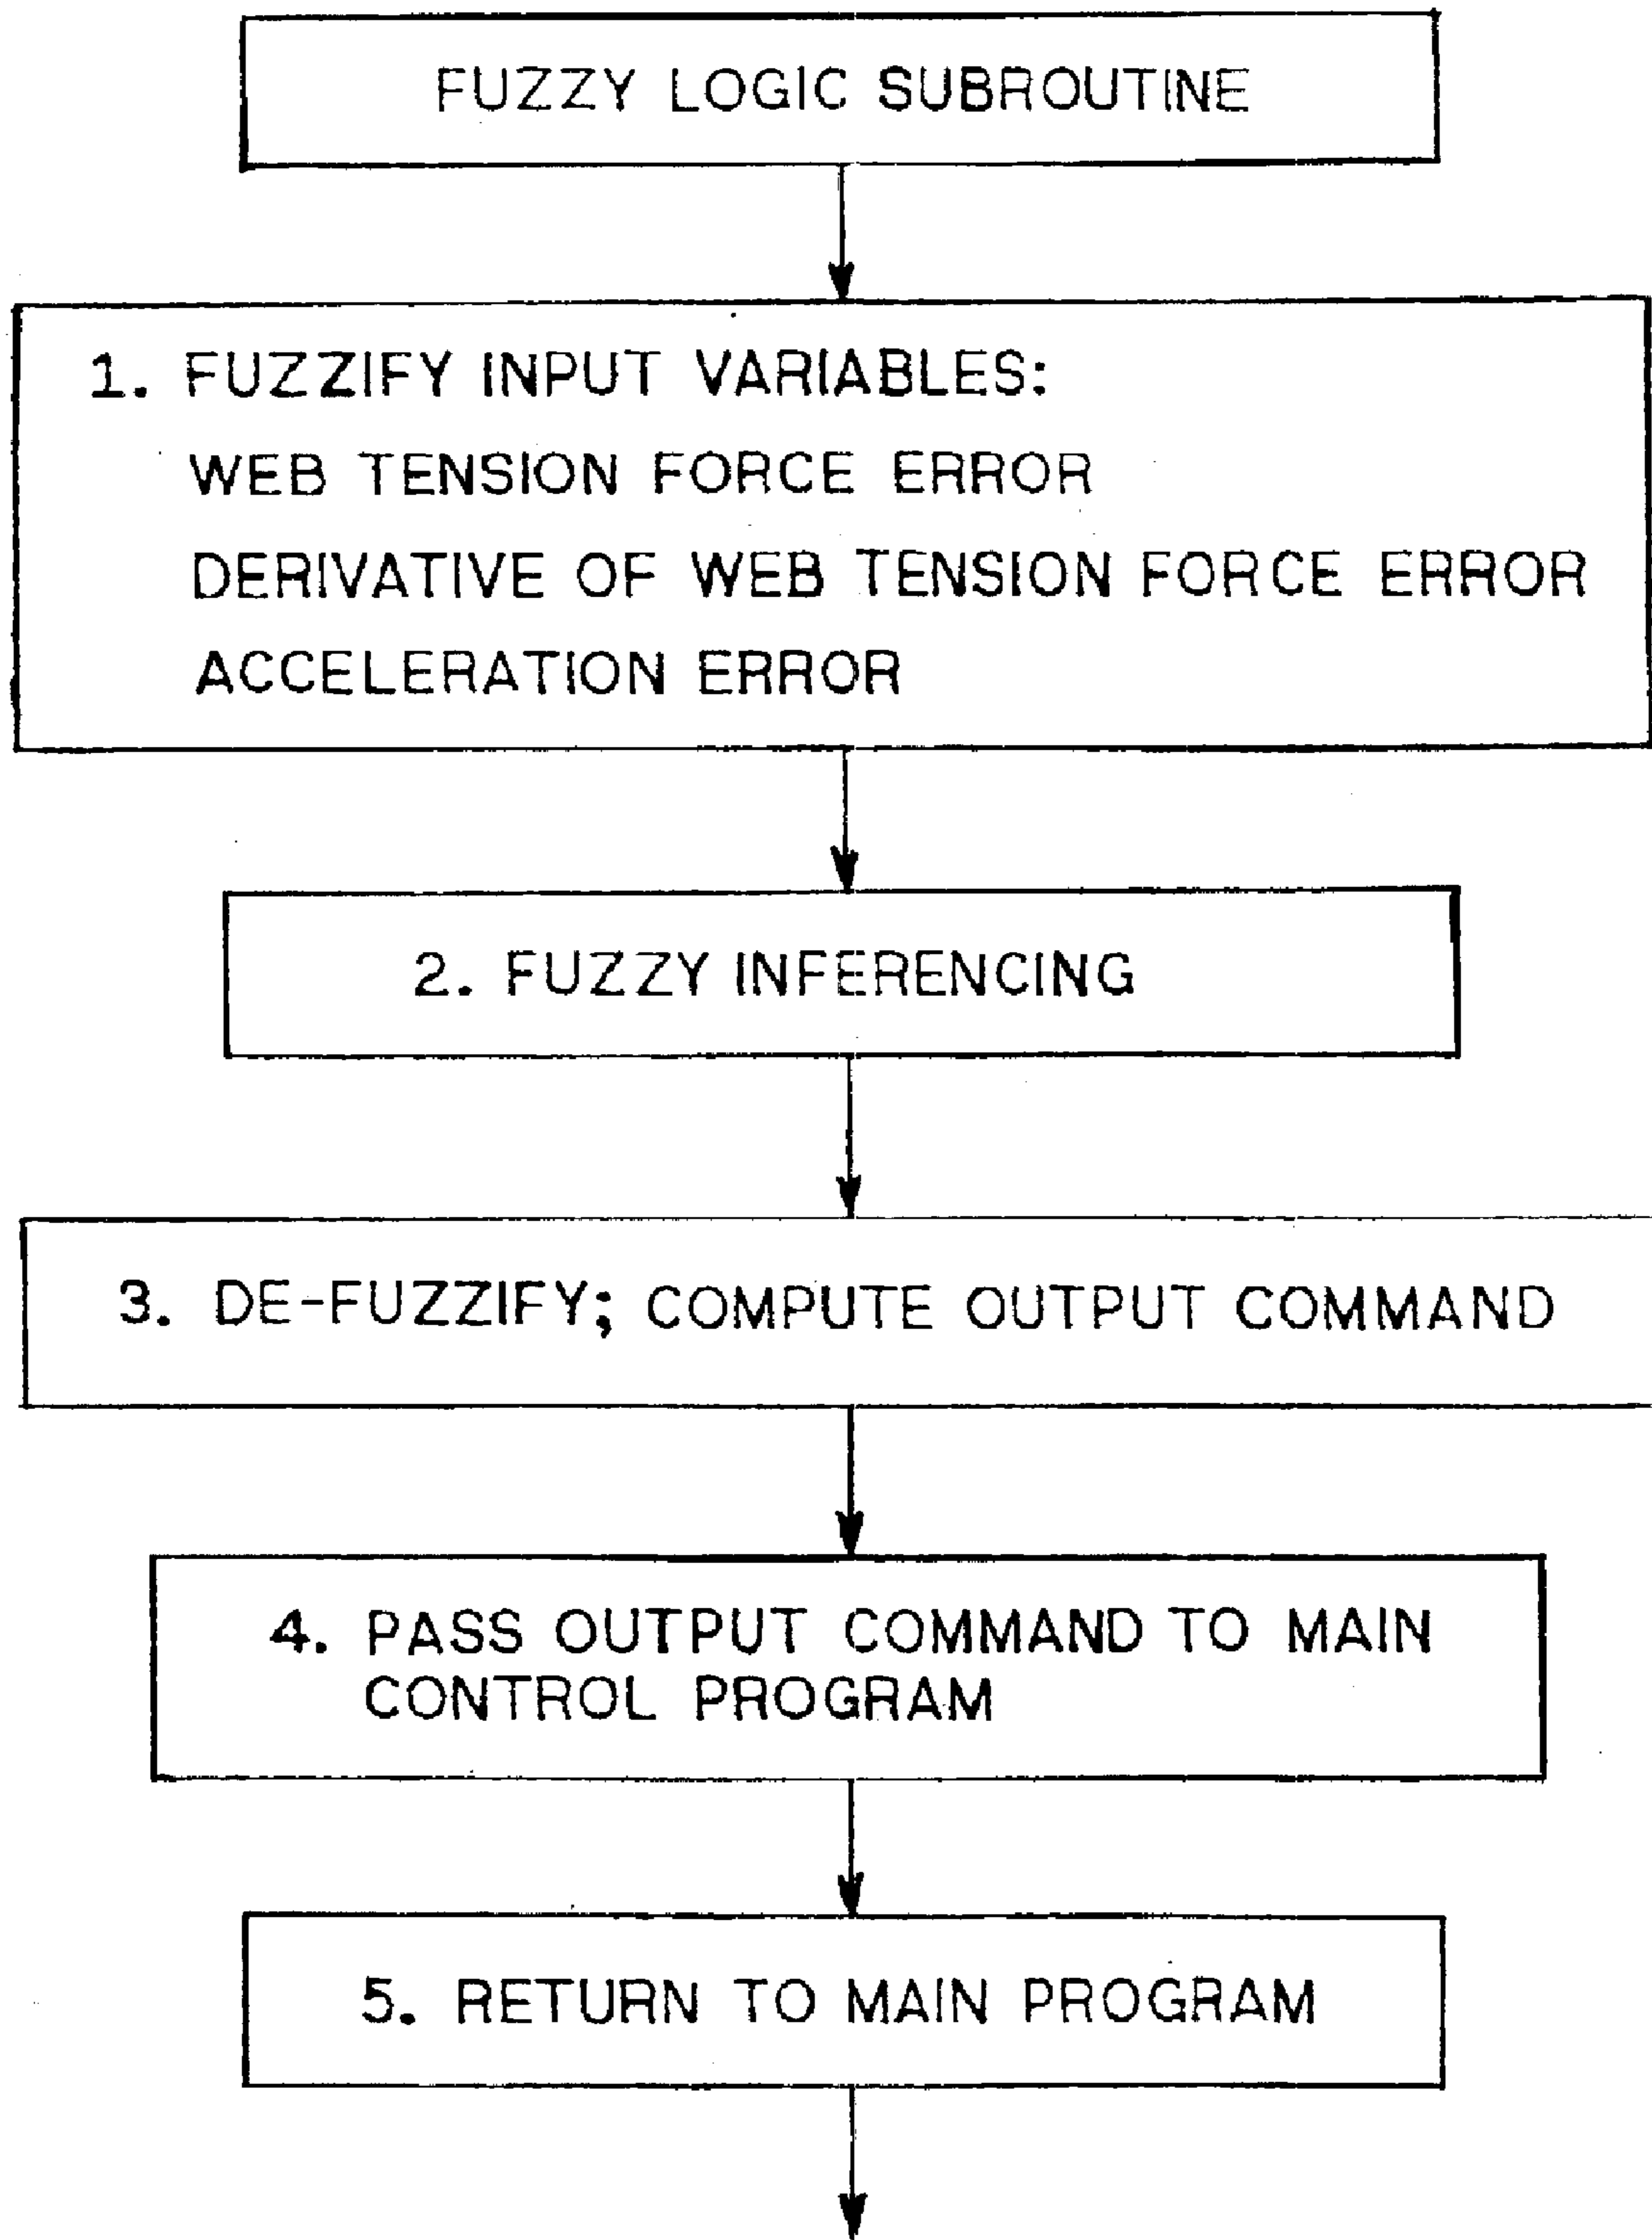 FUZZY LOGIC SUBROUTINE
1. FUZZIFY INPUT VARIABLES:
WEB TENSION FORCE ERROR
DERIVATIVE OF WEB TENSION FORCE ERROR
ACCELERATION ERROR
2. FUZZY INFERENCING
3. DE-FUZZIFY; COMPUTE OUTPUT COMMAND
4. PASS OUTPUT COMMAND TO MAIN
CONTROL PROGRAM
5. RETURN TO MAIN PROGRAM